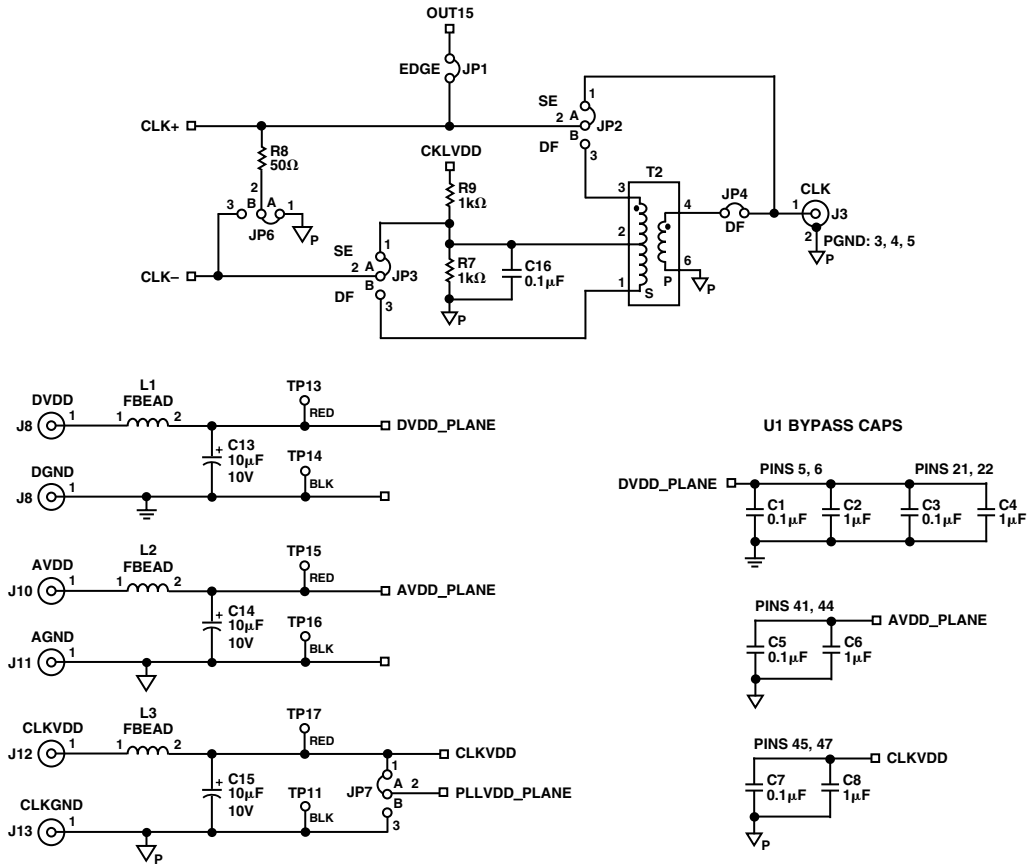 OUT15
EDGE JP1
SE 1
CLK+ 2 A JP2
B
DF 3
R8
50Ω
CKLVDD
R9
1kΩ
2
3 B A 1
JP6
P
SE 1
CLK– 2 A JP3
B
DF 3
R7
1kΩ
C16
0.1μF
P
T2
3
2
1
S
P
4
6
P
JP4
DF
CLK
1
J3
2 PGND: 3, 4, 5
P
DVDD
J8 1
L1
FBEAD
1 2
TP13
RED
DVDD_PLANE
+ C13
10μF
10V
DGND
J8 1
TP14
BLK
AVDD
J10 1
L2
FBEAD
1 2
TP15
RED
AVDD_PLANE
+ C14
10μF
10V
AGND
J11 1
TP16
BLK
CLKVDD
J12 1
L3
FBEAD
1 2
TP17
RED
CLKVDD
+ C15
10μF
10V
1
JP7 A 2
B
3
PLLVDD_PLANE
CLKGND
J13 1
TP11
BLK
P
U1 BYPASS CAPS
PINS 5, 6 PINS 21, 22
DVDD_PLANE
C1
0.1μF
C2
1μF
C3
0.1μF
C4
1μF
PINS 41, 44
AVDD_PLANE
C5
0.1μF
C6
1μF
PINS 45, 47
CLKVDD
C7
0.1μF
C8
1μF
P